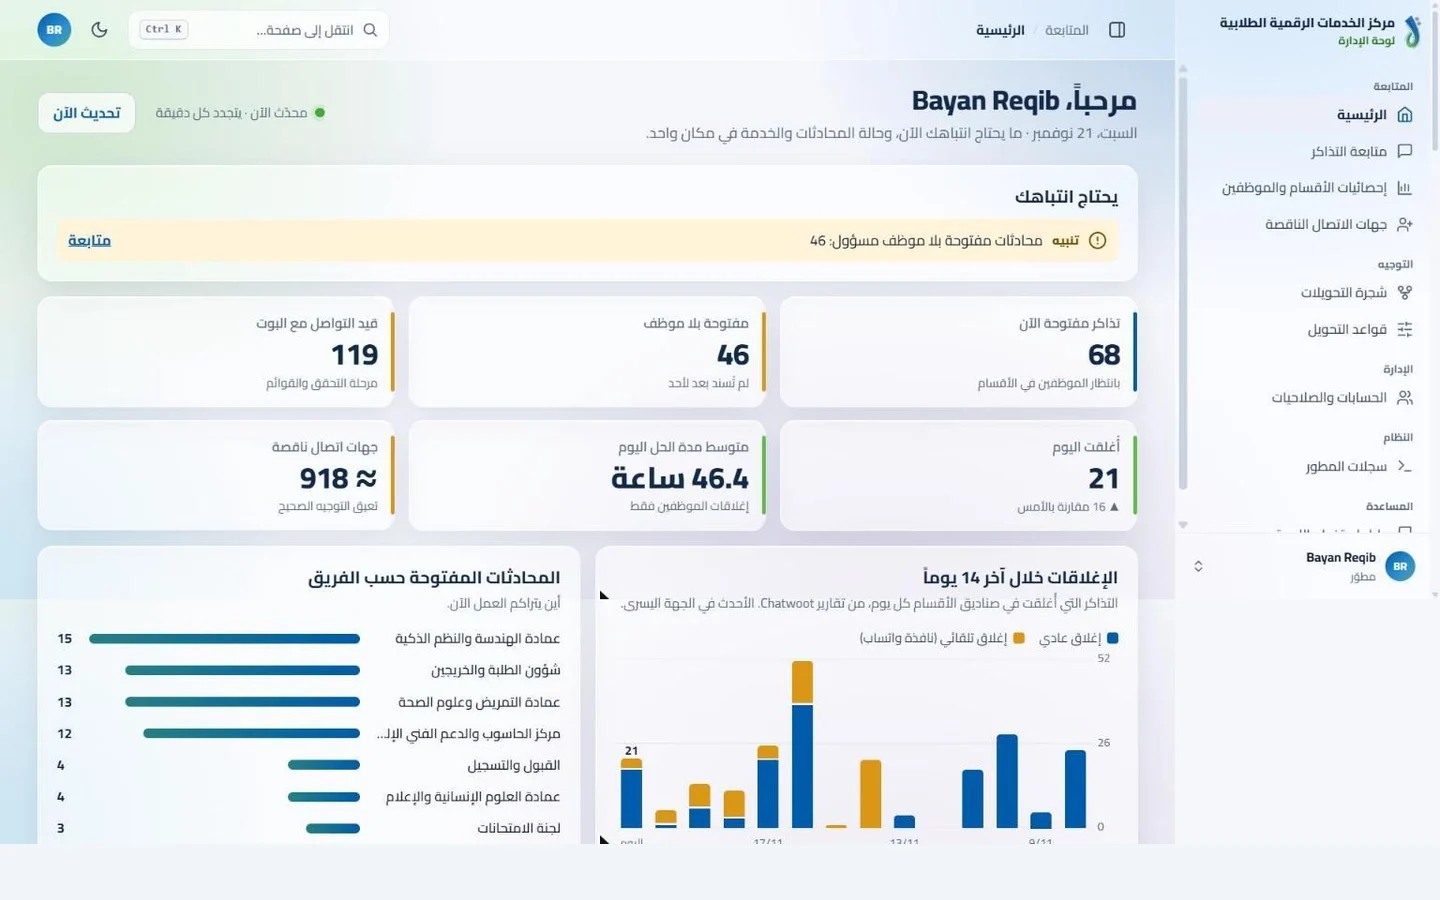 مركز الخدمات الرقمية الطلابية
لوحة الإدارة
المتابعة
الرئيسية
متابعة التذاكر
إحصائيات الأقسام والموظفين
جهات الاتصال الناقصة
التوجيه
شجرة التحويلات
قواعد التحويل
الإدارة
الحسابات والصلاحيات
النظام
سجلات المطور
المساعدة
Bayan Reqib
مطوّر
BR
المتابعة / الرئيسية
انتقل إلى صفحة...
Ctrl K
BR
مرحباً، Bayan Reqib
السبت، 21 نوفمبر · ما يحتاج انتباهك الآن، وحالة المحادثات والخدمة في مكان واحد.
محدّث الآن · يتجدد كل دقيقة
تحديث الآن
يحتاج انتباهك
تنبيه محادثات مفتوحة بلا موظف مسؤول: 46
متابعة
تذاكر مفتوحة الآن
68
بانتظار الموظفين في الأقسام
مفتوحة بلا موظف
46
لم تُسند بعد لأحد
قيد التواصل مع البوت
119
مرحلة التحقق والقوائم
أُغلقت اليوم
21
▲ 16 مقارنة بالأمس
متوسط مدة الحل اليوم
46.4 ساعة
إغلاقات الموظفين فقط
جهات اتصال ناقصة
≈ 918
تعيق التوجيه الصحيح
الإغلاقات خلال آخر 14 يوماً
التذاكر التي أُغلقت في صناديق الأقسام كل يوم، من تقارير Chatwoot. الأحدث في الجهة اليسرى.
إغلاق عادي
إغلاق تلقائي (نافذة واتساب)
52
26
0
21
9/11
13/11
17/11
اليوم
المحادثات المفتوحة حسب الفريق
أين يتراكم العمل الآن.
عمادة الهندسة والنظم الذكية 15
شؤون الطلبة والخريجين 13
عمادة التمريض وعلوم الصحة 13
مركز الحاسوب والدعم الفني الإلـ... 12
القبول والتسجيل 4
عمادة العلوم الإنسانية والإعلام 4
لجنة الامتحانات 3